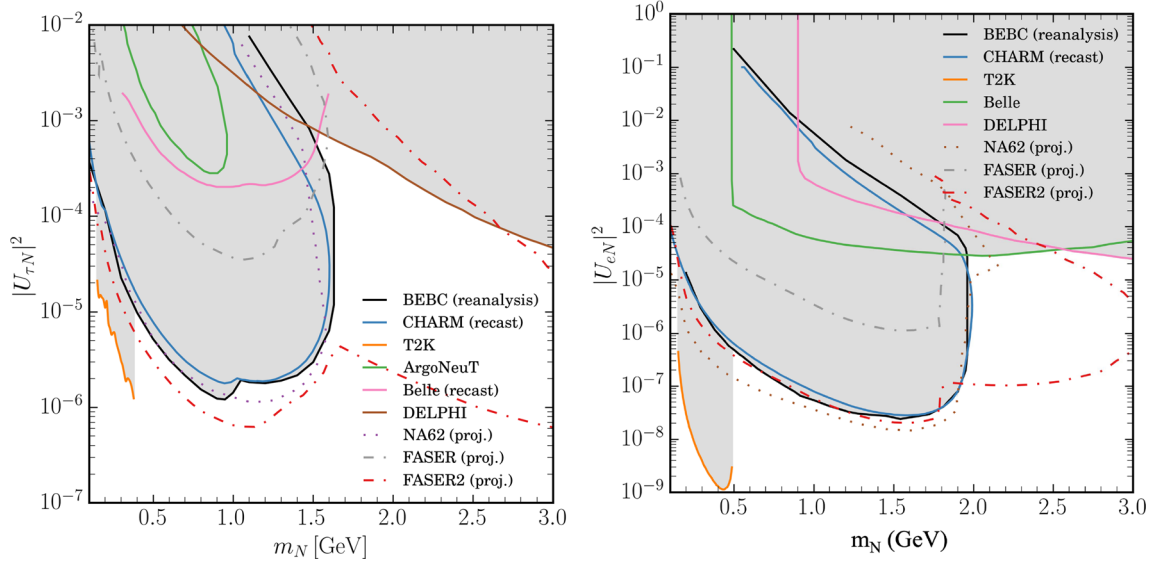 10^-2
10^-3
10^-4
10^-5
10^-6
10^-7
|U_τN|^2
BEBC (reanalysis)
CHARM (recast)
T2K
ArgoNeuT
Belle (recast)
DELPHI
NA62 (proj.)
FASER (proj.)
FASER2 (proj.)
0.5 1.0 1.5 2.0 2.5 3.0
m_N [GeV]
10^0
10^-1
10^-2
10^-3
10^-4
10^-5
10^-6
10^-7
10^-8
10^-9
|U_eN|^2
BEBC (reanalysis)
CHARM (recast)
T2K
Belle
DELPHI
NA62 (proj.)
FASER (proj.)
FASER2 (proj.)
0.5 1.0 1.5 2.0 2.5 3.0
m_N (GeV)